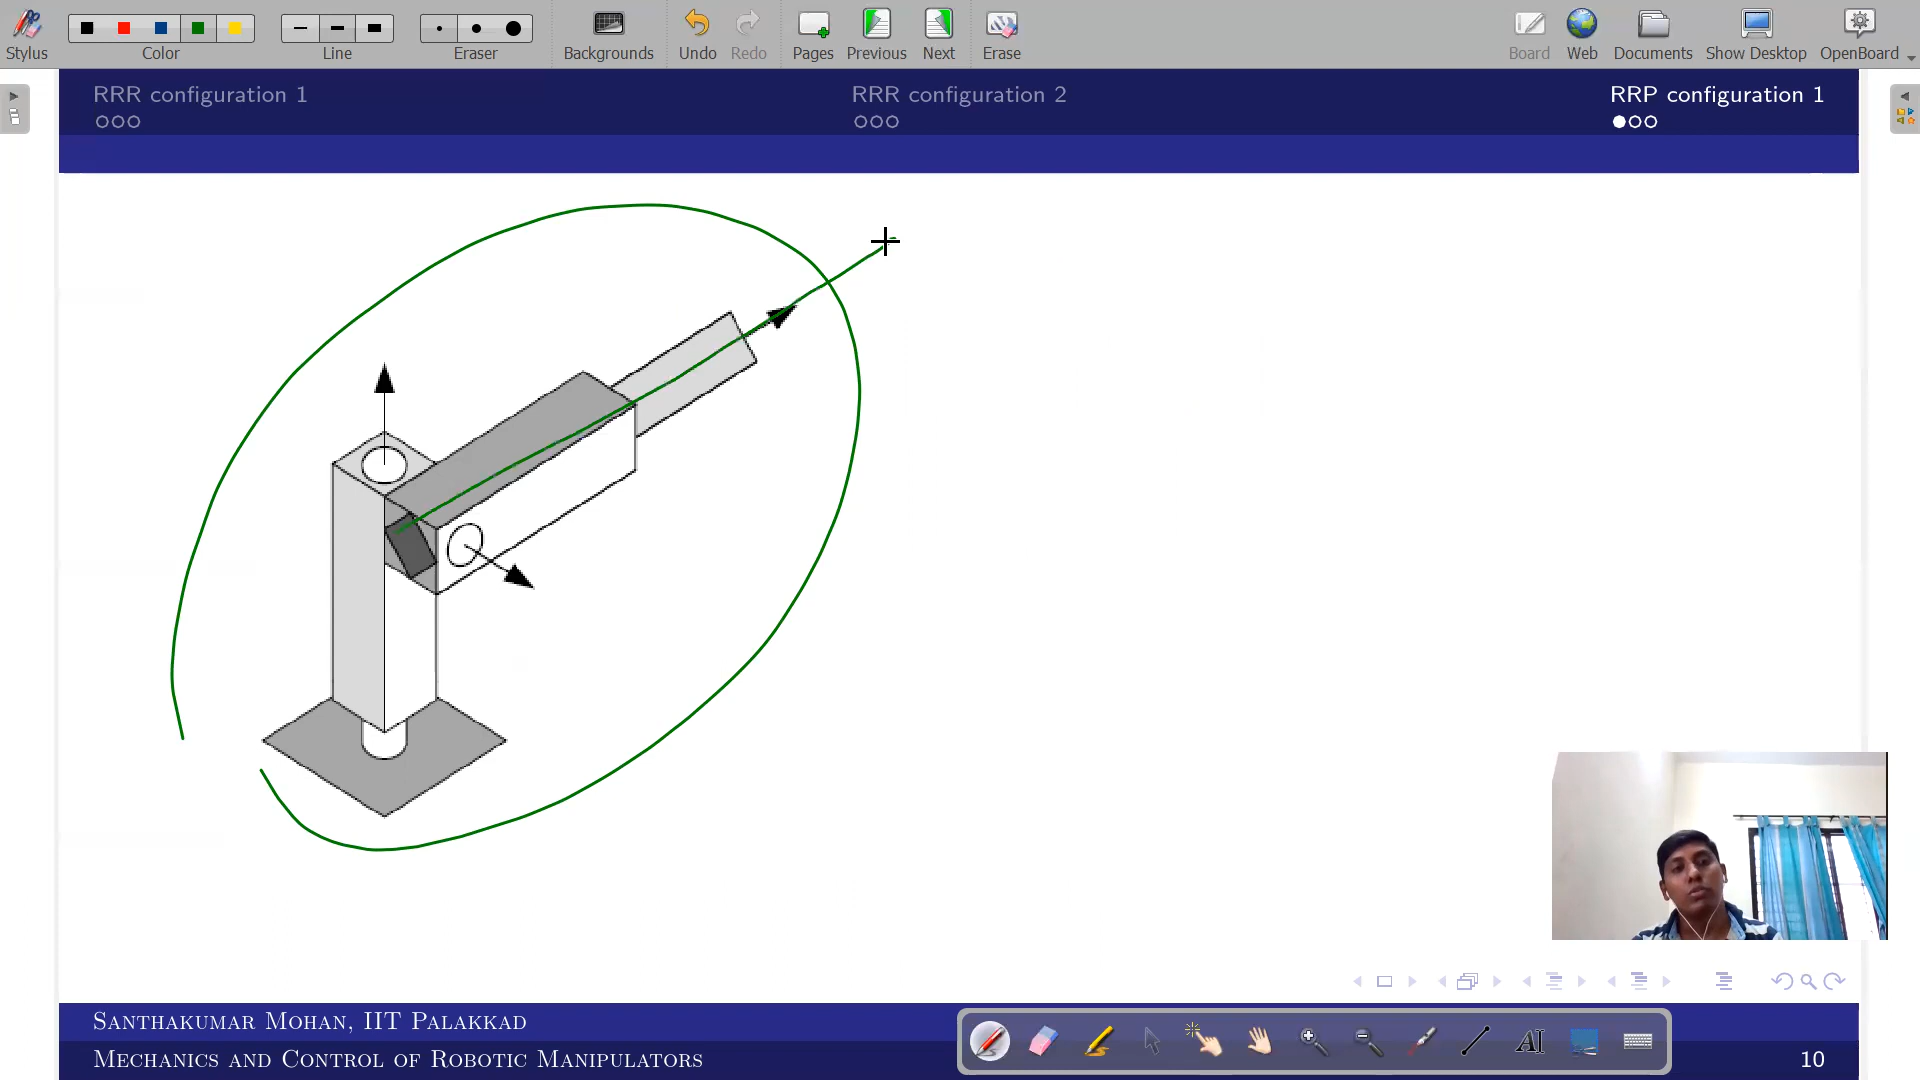 Stylus
Color
Line
Eraser
Backgrounds
Undo
Redo
Pages
Previous
Next
Erase
Board
Web
Documents
Show Desktop
OpenBoard
RRR configuration 1
RRR configuration 2
RRP configuration 1
Santhakumar Mohan, IIT Palakkad
Mechanics and Control of Robotic Manipulators
10